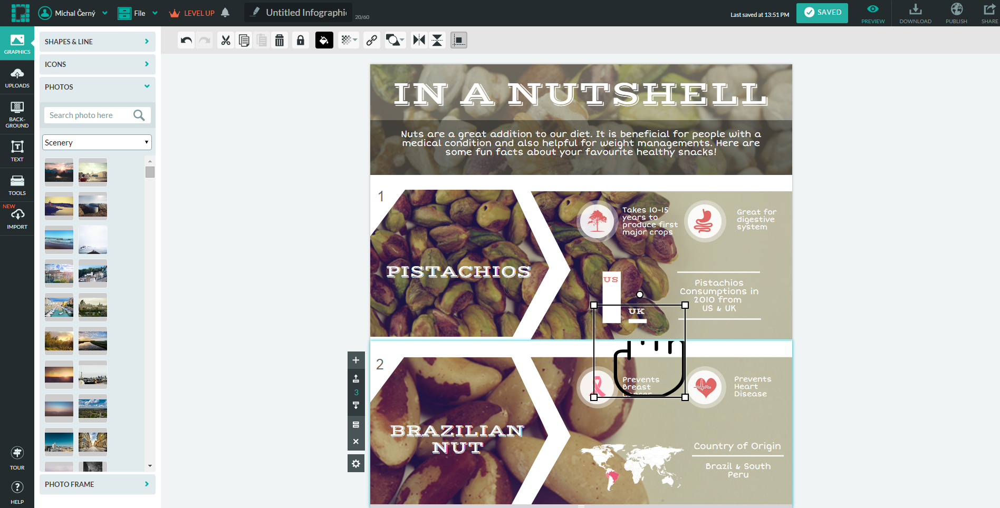 Michal Černý
File
LEVEL UP
Untitled Infographic
20/60
Last saved at 13:51 PM
SAVED
PREVIEW
DOWNLOAD
PUBLISH
SHARE
GRAPHICS
UPLOADS
BACK-
GROUND
TEXT
TOOLS
NEW
IMPORT
TOUR
HELP
SHAPES & LINE
ICONS
PHOTOS
Search photo here
Scenery
PHOTO FRAME
IN A NUTSHELL
Nuts are a great addition to our diet. It is beneficial for people with a
medical condition and also helpful for weight managements. Here are
some fun facts about your favourite healthy snacks!
1
PISTACHIOS
Takes 10-15
years to
produce first
major crops
Great for
digestive
system
US
UK
Pistachios
Consumptions in
2010 from
US & UK
3
2
BRAZILIAN
NUT
Prevents
Breast
Cancer
Prevents
Heart
Disease
Country of Origin
Brazil & South
Peru